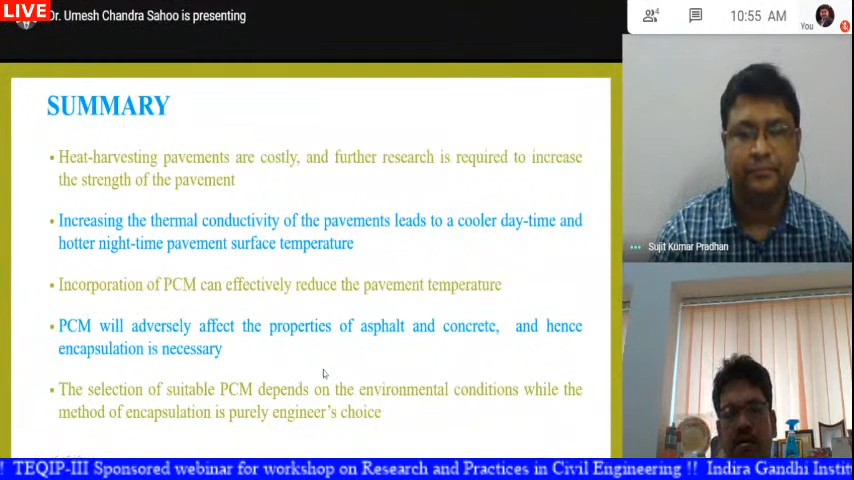 LIVE
Dr. Umesh Chandra Sahoo is presenting
4
10:55 AM
You
SUMMARY
• Heat-harvesting pavements are costly, and further research is required to increase
the strength of the pavement
• Increasing the thermal conductivity of the pavements leads to a cooler day-time and
hotter night-time pavement surface temperature
• Incorporation of PCM can effectively reduce the pavement temperature
• PCM will adversely affect the properties of asphalt and concrete, and hence
encapsulation is necessary
• The selection of suitable PCM depends on the environmental conditions while the
method of encapsulation is purely engineer's choice
Sujit Kumar Pradhan
! TEQIP-III Sponsored webinar for workshop on Research and Practices in Civil Engineering !! Indira Gandhi Instit